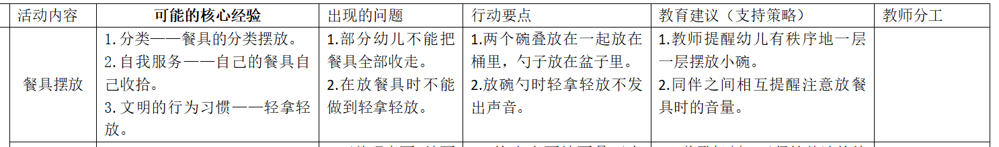 活动内容
可能的核心经验
出现的问题
行动要点
教育建议（支持策略）
教师分工
餐具摆放
1.分类——餐具的分类摆放。
2.自我服务——自己的餐具自
己收拾。
3.文明的行为习惯——轻拿轻
放。
1.部分幼儿不能把
餐具全部收走。
2.在放餐具时不能
做到轻拿轻放。
1.两个碗叠放在一起放在
桶里，勺子放在盆子里。
2.放碗勺时轻拿轻放不发
出声音。
1.教师提醒幼儿有秩序地一层
一层摆放小碗。
2.同伴之间相互提醒注意放餐
具时的音量。